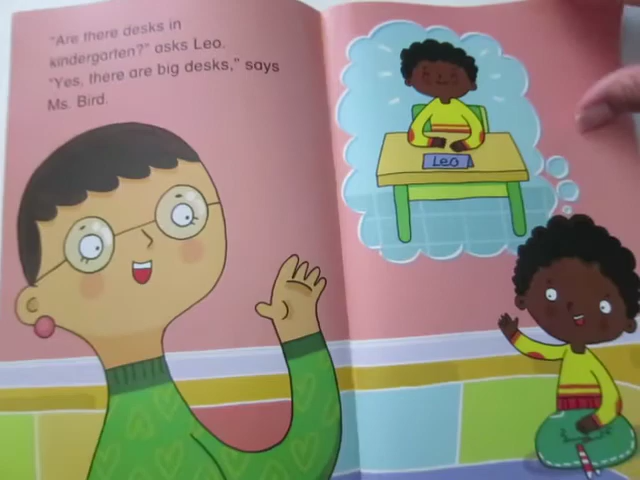 "Are there desks in
kindergarten?" asks Leo.
"Yes, there are big desks," says
Ms. Bird.
Leo